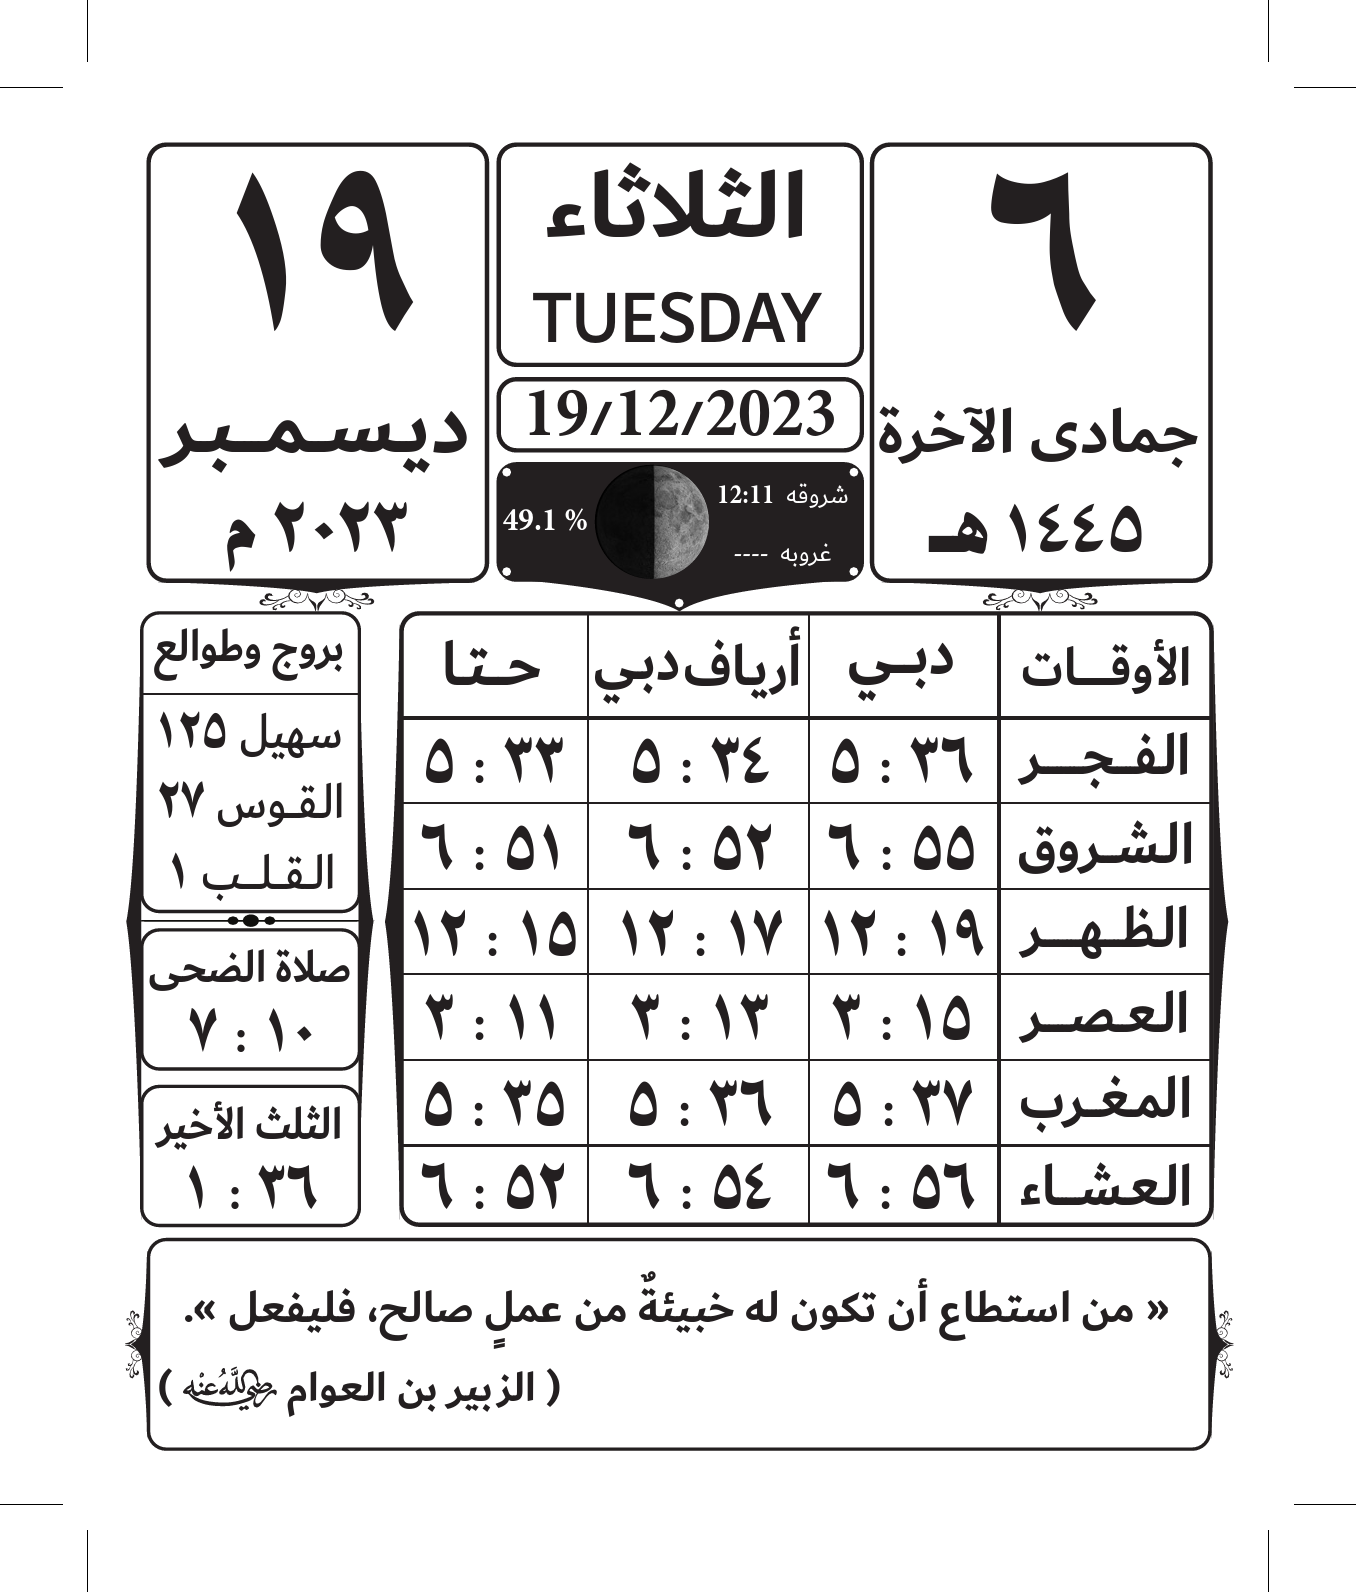 ٦
جمادى الآخرة
١٤٤٥ هـ
الثلاثاء
TUESDAY
19/12/2023
شروقه 12:11
غروبه ----
49.1 %
١٩
ديسمبر
٢٠٢٣ م
الأوقات دبي أرياف دبي حتا
الفجر ٣٦ : ٥ ٣٤ : ٥ ٣٣ : ٥
الشروق ٥٥ : ٦ ٥٢ : ٦ ٥١ : ٦
الظهر ١٩ : ١٢ ١٧ : ١٢ ١٥ : ١٢
العصر ١٥ : ٣ ١٣ : ٣ ١١ : ٣
المغرب ٣٧ : ٥ ٣٦ : ٥ ٣٥ : ٥
العشاء ٥٦ : ٦ ٥٤ : ٦ ٥٢ : ٦
بروج وطوالع
سهيل ١٢٥
القوس ٢٧
القلب ١
صلاة الضحى
١٠ : ٧
الثلث الأخير
٣٦ : ١
« من استطاع أن تكون له خبيئةٌ من عملٍ صالح، فليفعل ».
( الزبير بن العوام رضي الله عنه )